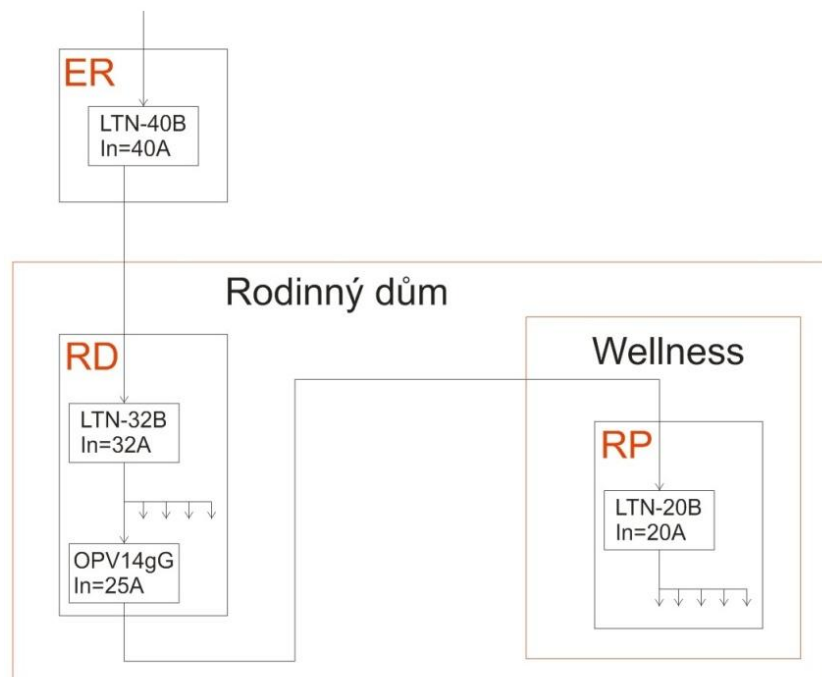 ER
LTN-40B
In=40A
Rodinný dům
RD
Wellness
LTN-32B
In=32A
RP
LTN-20B
In=20A
OPV14gG
In=25A